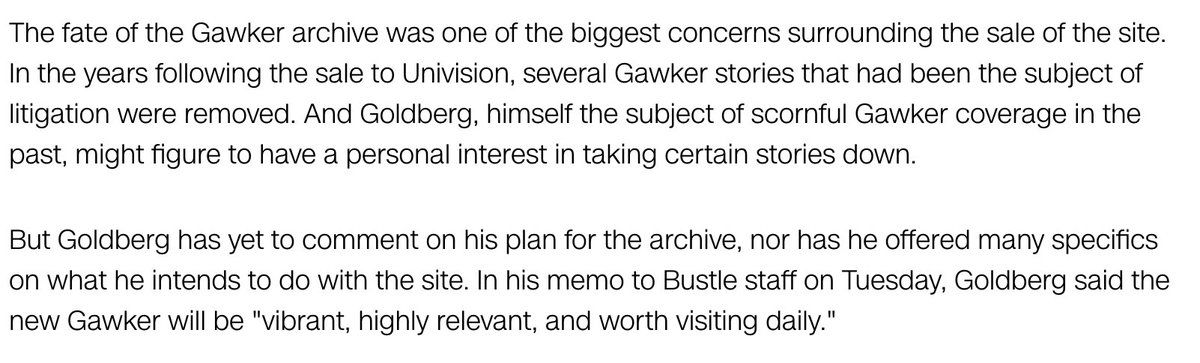 The fate of the Gawker archive was one of the biggest concerns surrounding the sale of the site.
In the years following the sale to Univision, several Gawker stories that had been the subject of
litigation were removed. And Goldberg, himself the subject of scornful Gawker coverage in the
past, might figure to have a personal interest in taking certain stories down.
But Goldberg has yet to comment on his plan for the archive, nor has he offered many specifics
on what he intends to do with the site. In his memo to Bustle staff on Tuesday, Goldberg said the
new Gawker will be "vibrant, highly relevant, and worth visiting daily."